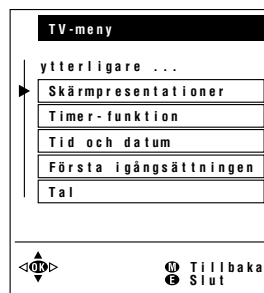 TV-meny
ytterligare ...
Skärmpresentationer
Timer-funktion
Tid och datum
Första igångsättningen
Tal
OK
M Tillbaka
E Slut